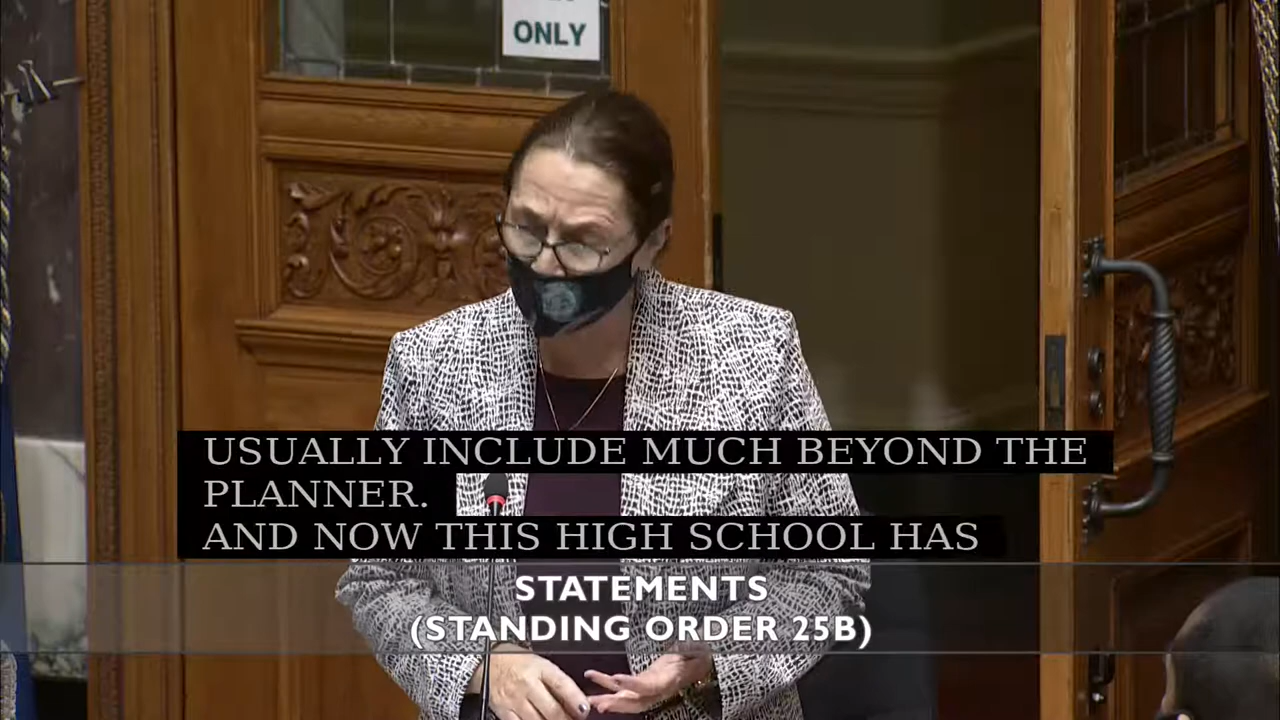 ONLY
USUALLY INCLUDE MUCH BEYOND THE
PLANNER.
AND NOW THIS HIGH SCHOOL HAS
STATEMENTS
(STANDING ORDER 25B)